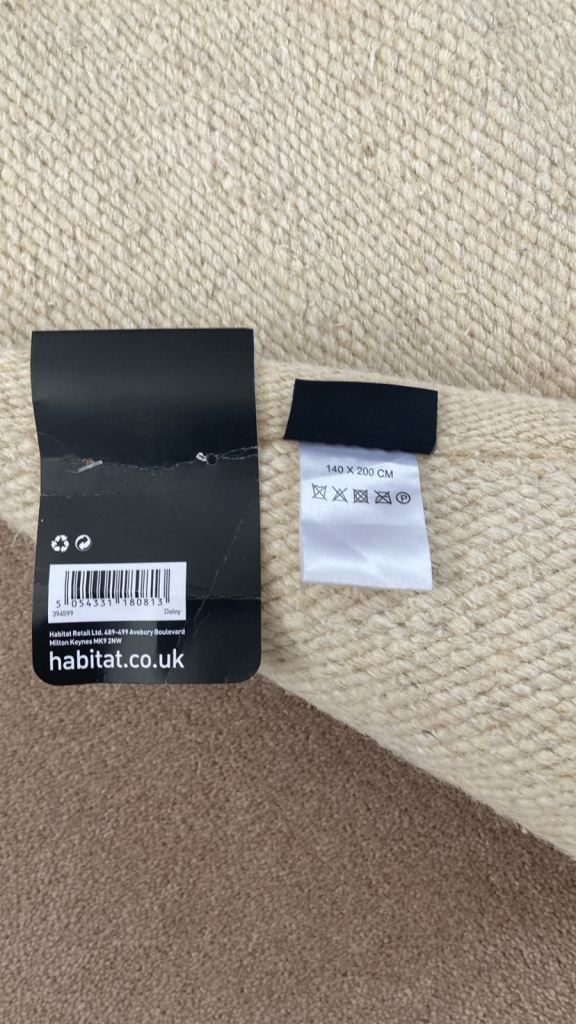 5 054331 180813
394599 Daley
Habitat Retail Ltd. 489-499 Avebury Boulevard
Milton Keynes MK9 2NW
habitat.co.uk
140 X 200 CM
P